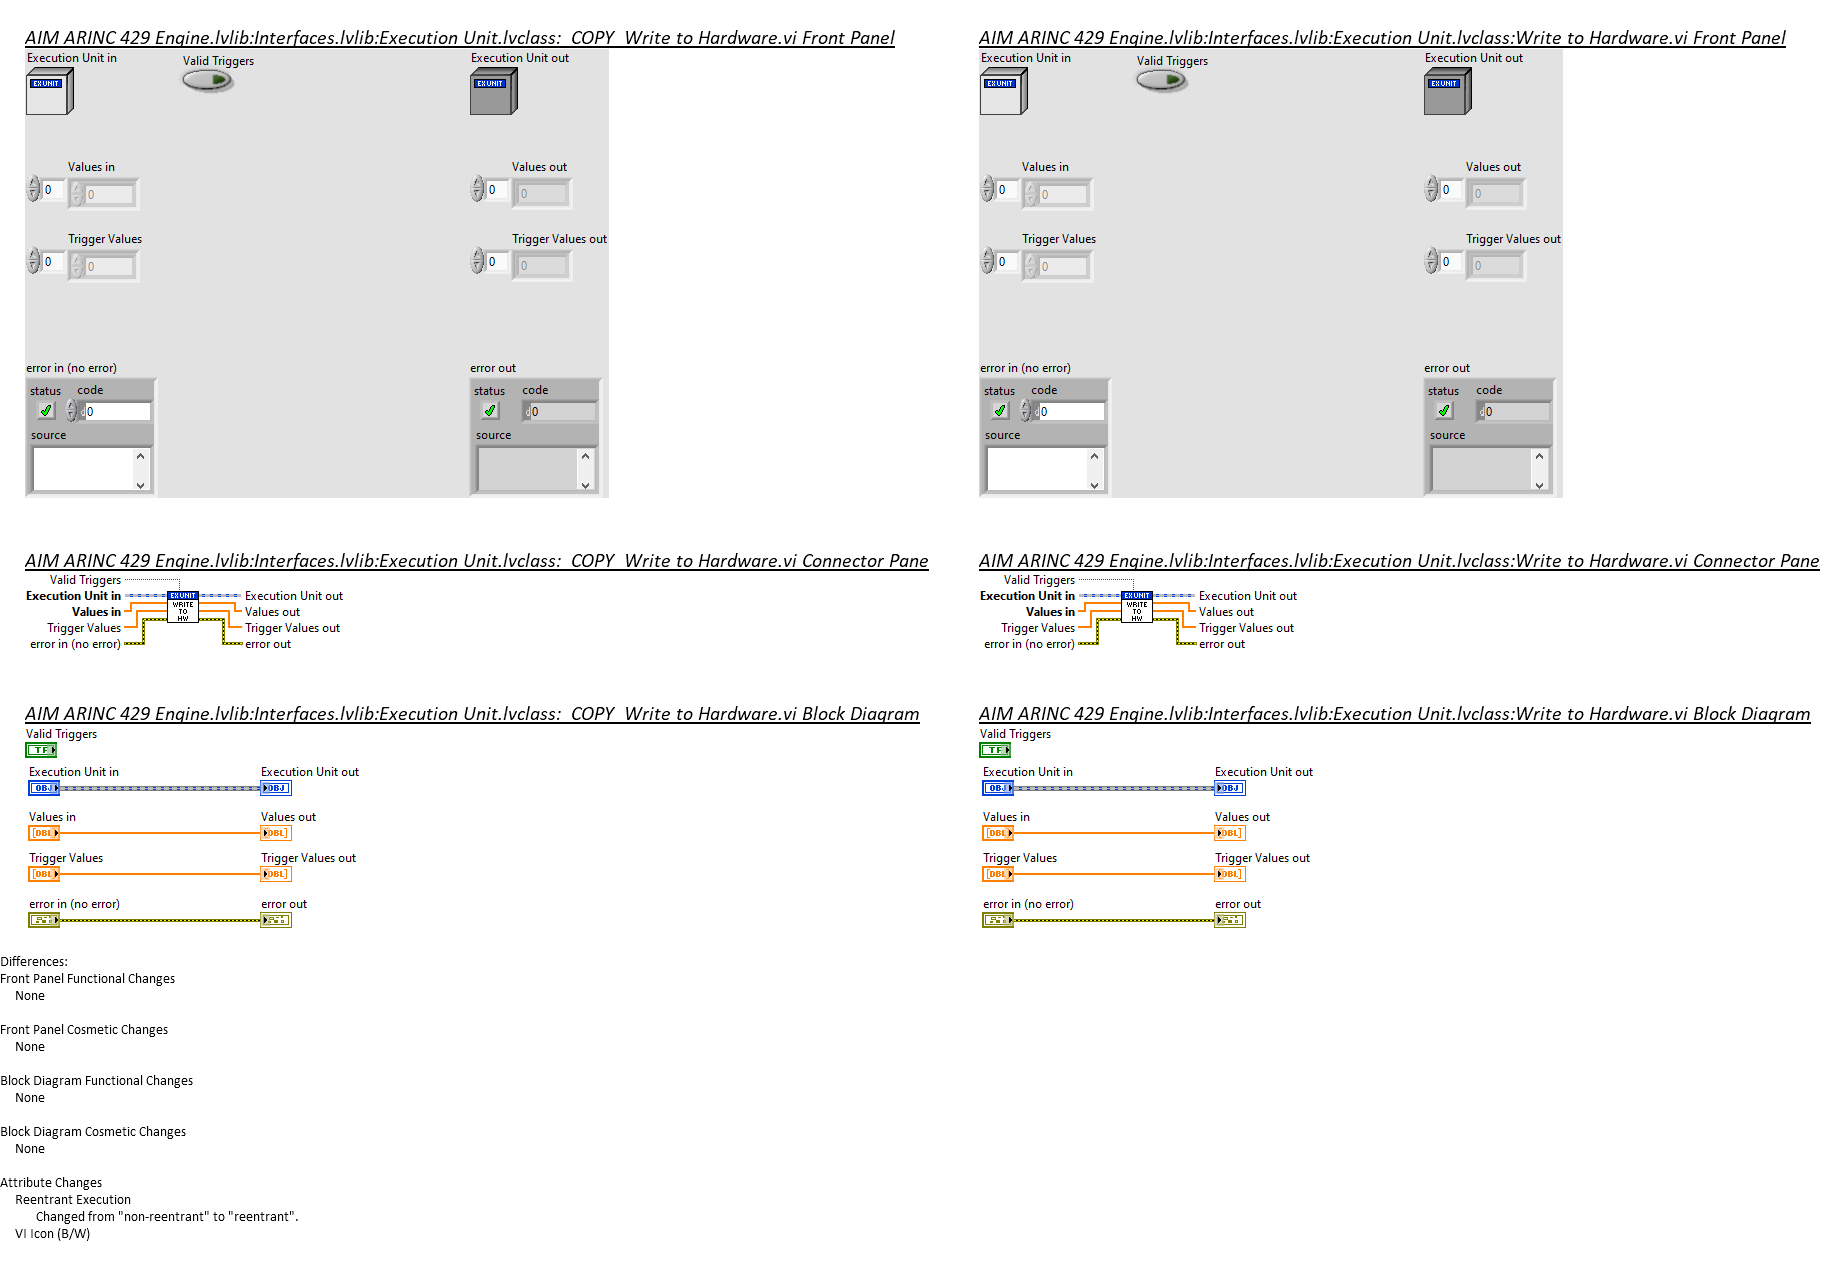 AIM ARINC 429 Engine.lvlib:Interfaces.lvlib:Execution Unit.lvclass:  COPY  Write to Hardware.vi Front Panel
Execution Unit in
Valid Triggers
Execution Unit out
EX UNIT
EX UNIT
Values in
Values out
0
0
0
0
Trigger Values
Trigger Values out
0
0
0
0
error in (no error)
error out
status code
status code
d0
d0
source
source
AIM ARINC 429 Engine.lvlib:Interfaces.lvlib:Execution Unit.lvclass:Write to Hardware.vi Front Panel
Execution Unit in
Valid Triggers
Execution Unit out
EX UNIT
EX UNIT
Values in
Values out
0
0
0
0
Trigger Values
Trigger Values out
0
0
0
0
error in (no error)
error out
status code
status code
d0
d0
source
source
AIM ARINC 429 Engine.lvlib:Interfaces.lvlib:Execution Unit.lvclass:  COPY  Write to Hardware.vi Connector Pane
Valid Triggers
Execution Unit in
Values in
Trigger Values
error in (no error)
EX UNIT
WRITE
TO
HW
Execution Unit out
Values out
Trigger Values out
error out
AIM ARINC 429 Engine.lvlib:Interfaces.lvlib:Execution Unit.lvclass:Write to Hardware.vi Connector Pane
Valid Triggers
Execution Unit in
Values in
Trigger Values
error in (no error)
EX UNIT
WRITE
TO
HW
Execution Unit out
Values out
Trigger Values out
error out
AIM ARINC 429 Engine.lvlib:Interfaces.lvlib:Execution Unit.lvclass:  COPY  Write to Hardware.vi Block Diagram
Valid Triggers
TF
Execution Unit in
Execution Unit out
OBJ
OBJ
Values in
Values out
[DBL]
[DBL]
Trigger Values
Trigger Values out
[DBL]
[DBL]
error in (no error)
error out
AIM ARINC 429 Engine.lvlib:Interfaces.lvlib:Execution Unit.lvclass:Write to Hardware.vi Block Diagram
Valid Triggers
TF
Execution Unit in
Execution Unit out
OBJ
OBJ
Values in
Values out
[DBL]
[DBL]
Trigger Values
Trigger Values out
[DBL]
[DBL]
error in (no error)
error out
Differences:
Front Panel Functional Changes
None
Front Panel Cosmetic Changes
None
Block Diagram Functional Changes
None
Block Diagram Cosmetic Changes
None
Attribute Changes
Reentrant Execution
Changed from "non-reentrant" to "reentrant".
VI Icon (B/W)